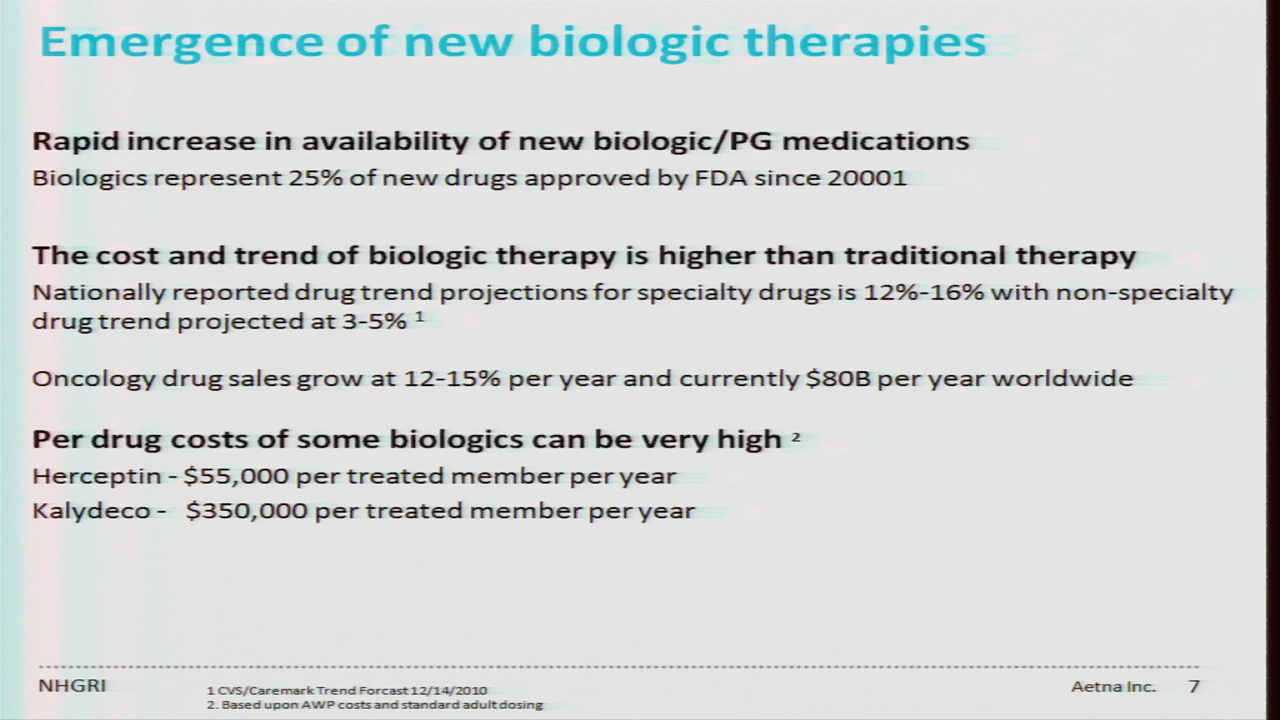 Emergence of new biologic therapies
Rapid increase in availability of new biologic/PG medications
Biologics represent 25% of new drugs approved by FDA since 20001
The cost and trend of biologic therapy is higher than traditional therapy
Nationally reported drug trend projections for specialty drugs is 12%-16% with non-specialty
drug trend projected at 3-5% ¹
Oncology drug sales grow at 12-15% per year and currently $80B per year worldwide
Per drug costs of some biologics can be very high ²
Herceptin - $55,000 per treated member per year
Kalydeco - $350,000 per treated member per year
NHGRI
1 CVS/Caremark Trend Forcast 12/14/2010
2. Based upon AWP costs and standard adult dosing
Aetna Inc. 7